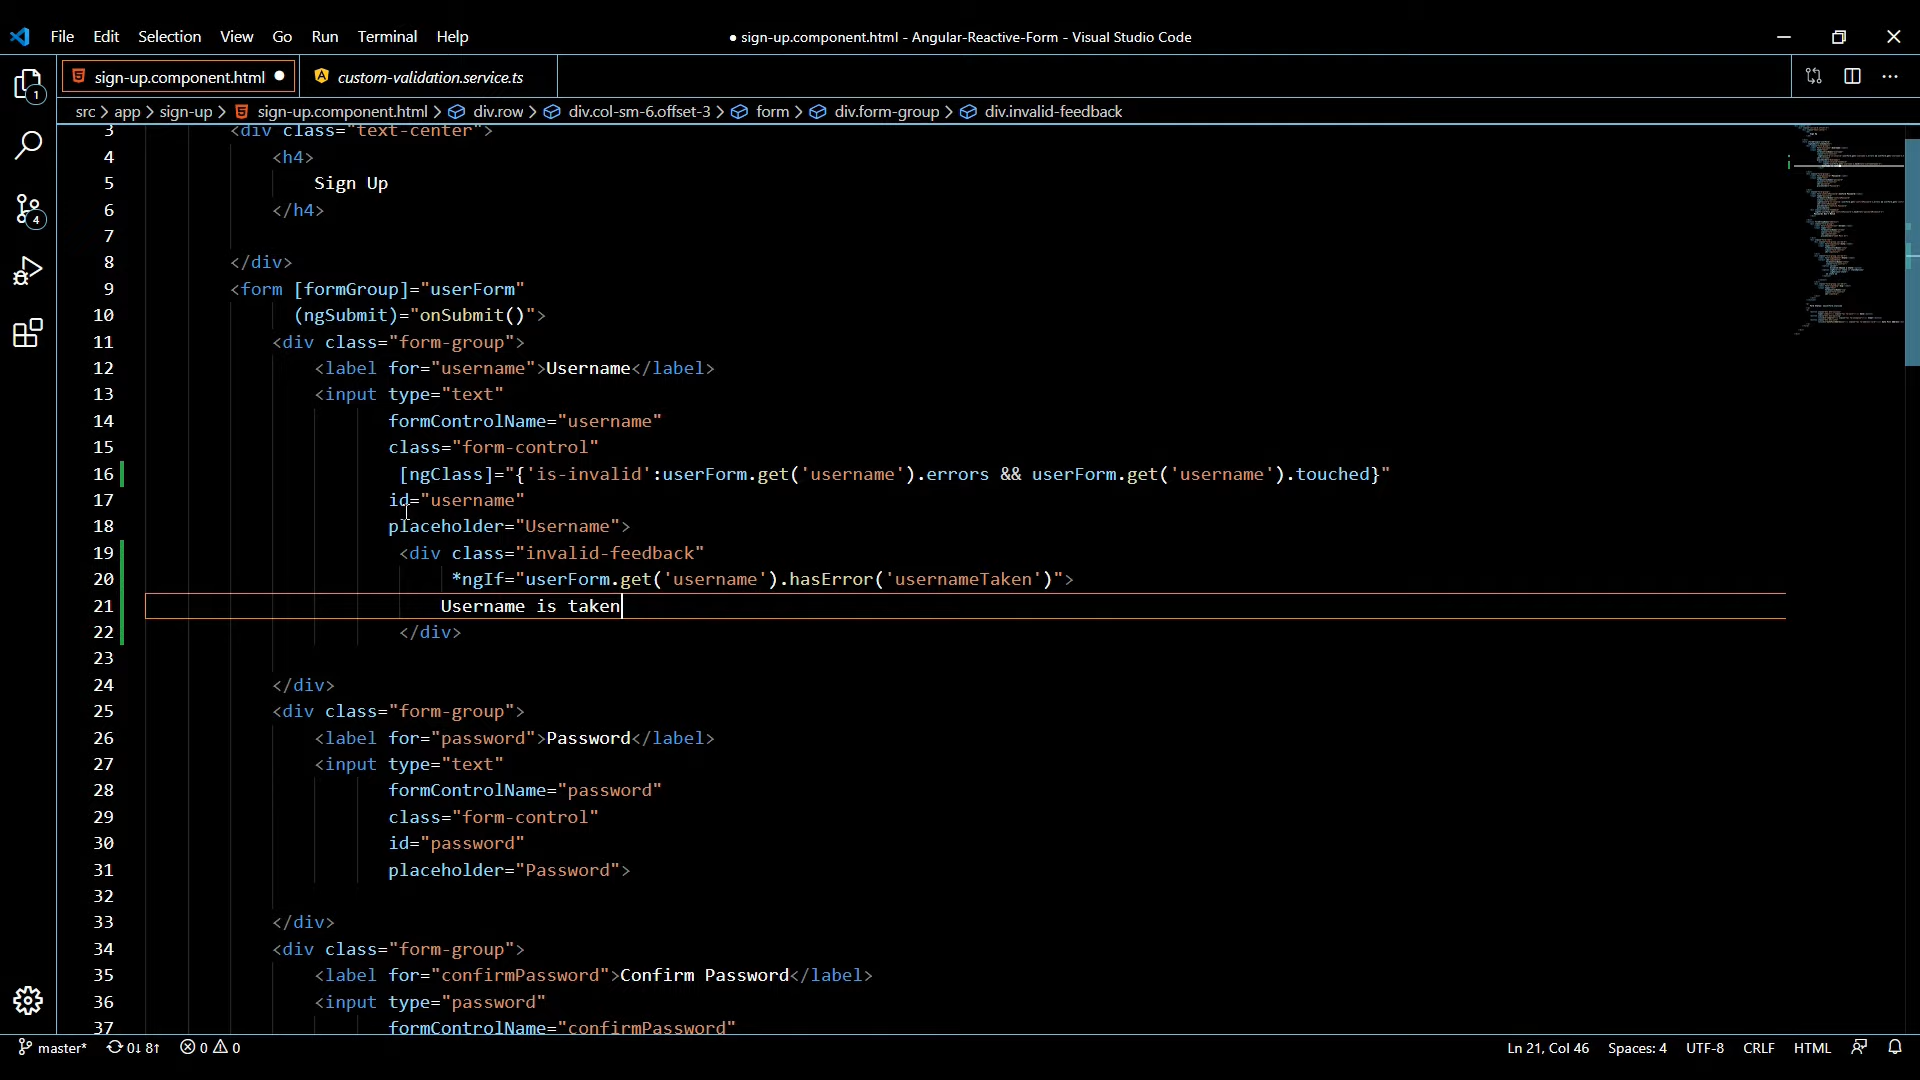 File Edit Selection View Go Run Terminal Help
● sign-up.component.html - Angular-Reactive-Form - Visual Studio Code
sign-up.component.html ●
custom-validation.service.ts
src > app > sign-up > sign-up.component.html > div.row > div.col-sm-6.offset-3 > form > div.form-group > div.invalid-feedback
3 <div class="text-center">
4 <h4>
5 Sign Up
6 </h4>
7
8 </div>
9 <form [formGroup]="userForm"
10 (ngSubmit)="onSubmit()">
11 <div class="form-group">
12 <label for="username">Username</label>
13 <input type="text"
14 formControlName="username"
15 class="form-control"
16 [ngClass]="{'is-invalid':userForm.get('username').errors && userForm.get('username').touched}"
17 id="username"
18 placeholder="Username">
19 <div class="invalid-feedback"
20 *ngIf="userForm.get('username').hasError('usernameTaken')">
21 Username is taken
22 </div>
23
24 </div>
25 <div class="form-group">
26 <label for="password">Password</label>
27 <input type="text"
28 formControlName="password"
29 class="form-control"
30 id="password"
31 placeholder="Password">
32
33 </div>
34 <div class="form-group">
35 <label for="confirmPassword">Confirm Password</label>
36 <input type="password"
37 formControlName="confirmPassword"
1
4
master* 0↓ 8↑ 0 0
Ln 21, Col 46 Spaces: 4 UTF-8 CRLF HTML